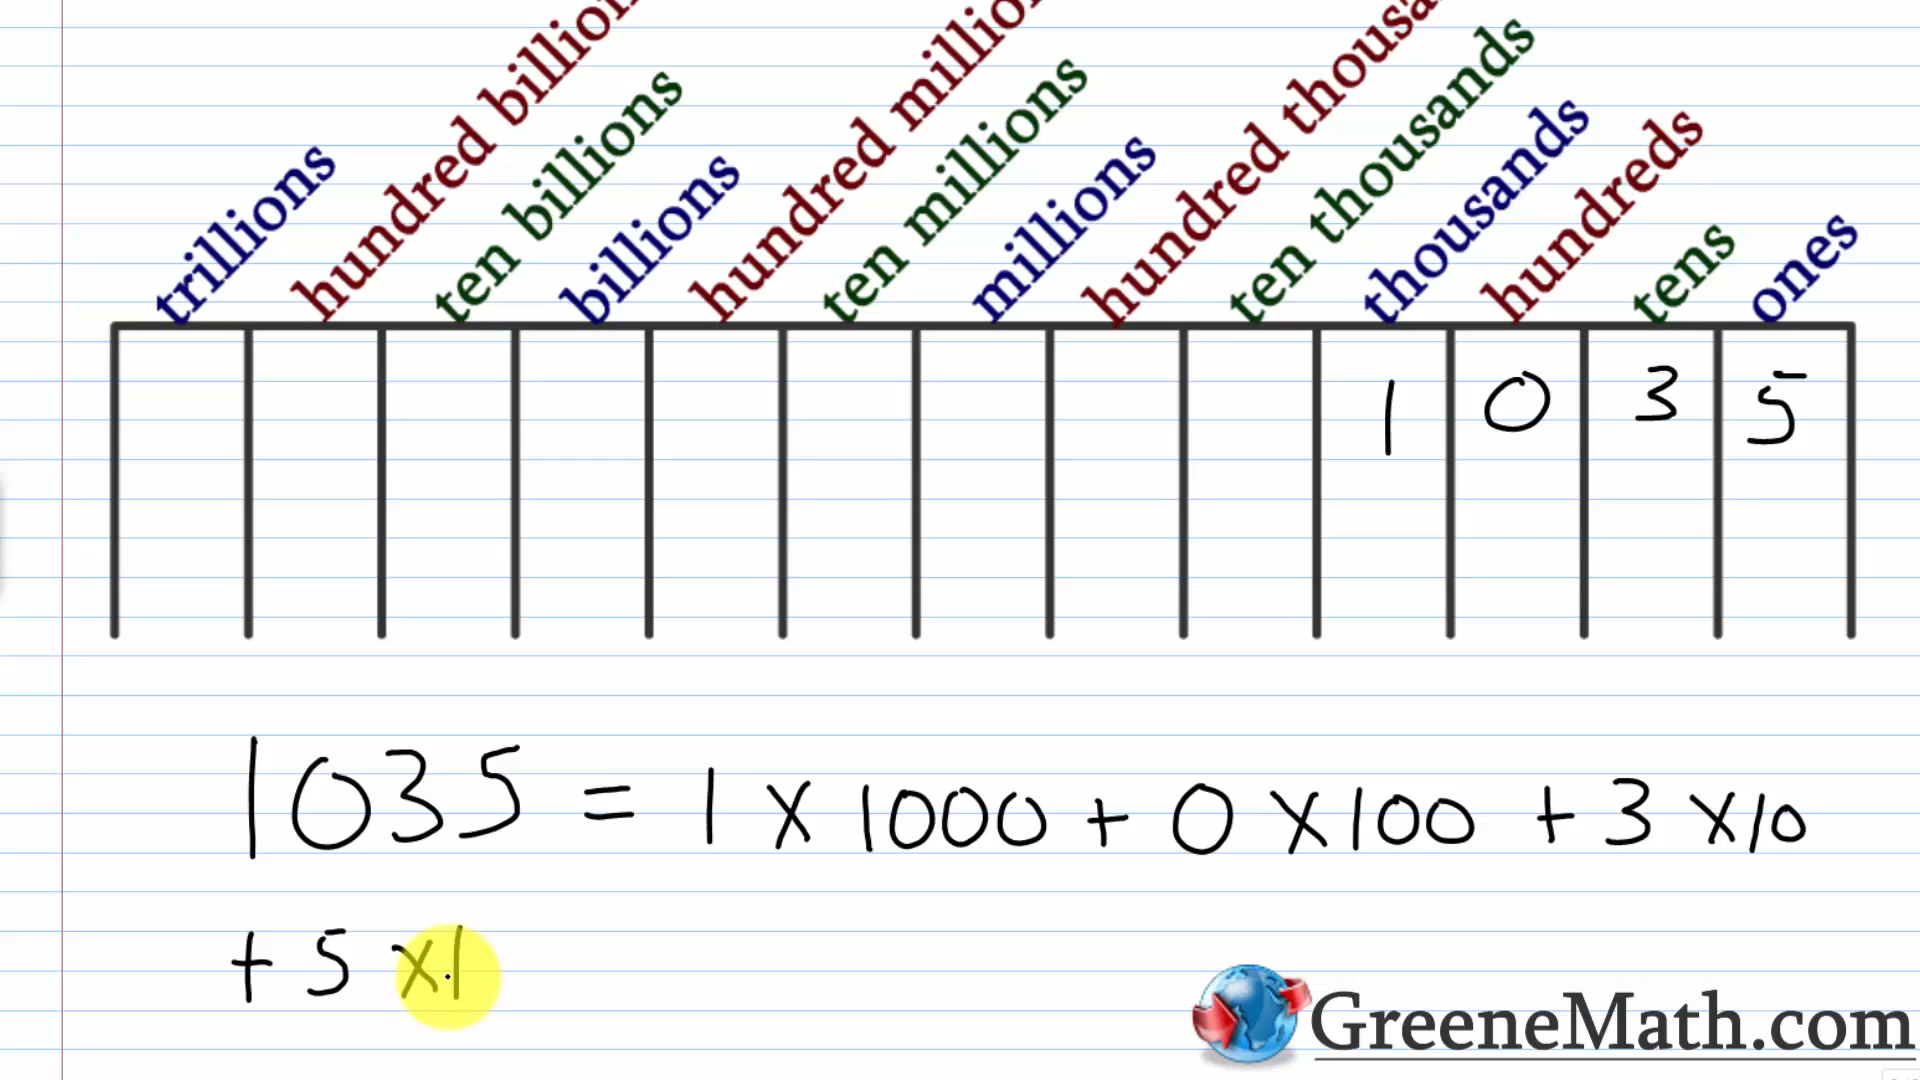 trillions
hundred billion
ten billions
billions
hundred million
ten millions
millions
hundred thousa
ten thousands
thousands
hundreds
tens
ones
1 0 3 5
1035 = 1 X 1000 + 0 X 100 + 3 X 10
+ 5 X 1
GreeneMath.com